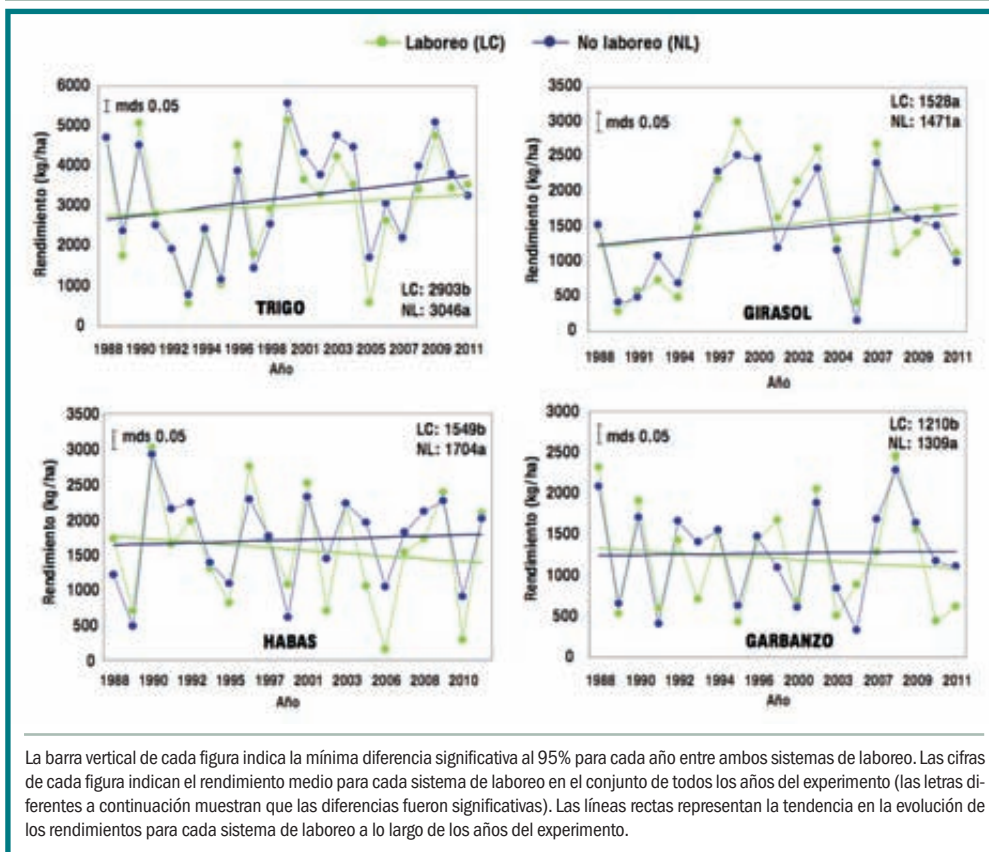 Laboreo (LC) No laboreo (NL)
6000
5000
4000
3000
2000
1000
0
Rendimiento (kg/ha)
mds 0.05
LC: 2903b
NL: 3046a
TRIGO
1988 1990 1992 1994 1996 1998 2001 2003 2005 2007 2009 2011
Año
3500
3000
2500
2000
1500
1000
500
0
Rendimiento (kg/ha)
mds 0.05
LC: 1528a
NL: 1471a
GIRASOL
1988 1991 1994 1997 2000 2002 2004 2007 2009 2011
Año
3500
3000
2500
2000
1500
1000
500
0
Rendimiento (kg/ha)
mds 0.05
LC: 1549b
NL: 1704a
HABAS
1988 1990 1992 1995 1997 2001 2003 2006 2008 2010
Año
3000
2500
2000
1500
1000
500
0
Rendimiento (kg/ha)
mds 0.05
LC: 1210b
NL: 1309a
GARBANZO
1988 1990 1992 1994 1996 1998 2001 2003 2007 2009 2011
Año
La barra vertical de cada figura indica la mínima diferencia significativa al 95% para cada año entre ambos sistemas de laboreo. Las cifras
de cada figura indican el rendimiento medio para cada sistema de laboreo en el conjunto de todos los años del experimento (las letras di-
ferentes a continuación muestran que las diferencias fueron significativas). Las líneas rectas representan la tendencia en la evolución de
los rendimientos para cada sistema de laboreo a lo largo de los años del experimento.